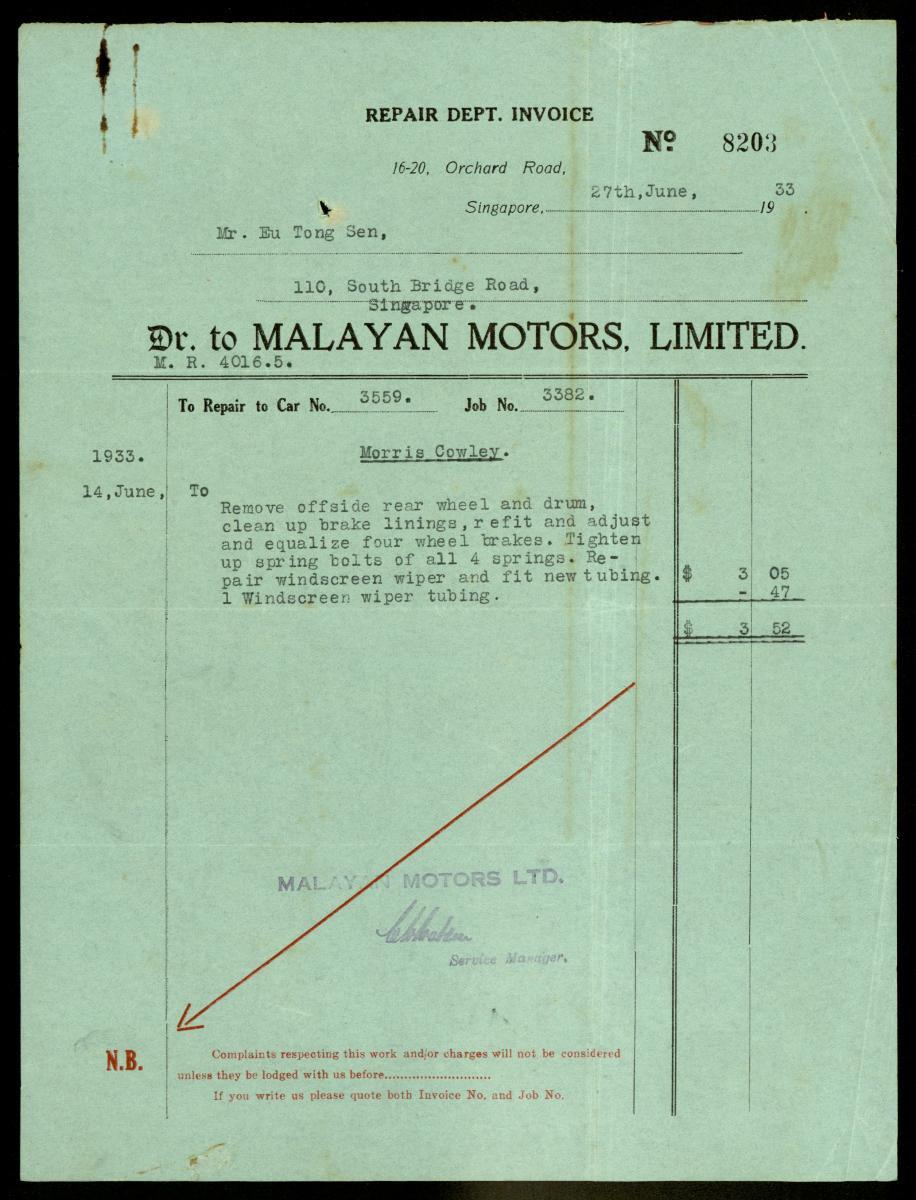 REPAIR DEPT. INVOICE
Nº 8203
16-20, Orchard Road,
Singapore, 27th,June, 1933
Mr. Eu Tong Sen,
110, South Bridge Road,
Singapore.
Dr. to MALAYAN MOTORS, LIMITED.
M. R. 4016.5.
To Repair to Car No. 3559. Job No. 3382.
1933. Morris Cowley.
14,June, To
Remove offside rear wheel and drum,
clean up brake linings, refit and adjust
and equalize four wheel brakes. Tighten
up spring bolts of all 4 springs. Re-
pair windscreen wiper and fit new tubing. $ 3 05
1 Windscreen wiper tubing. - 47
$ 3 52
MALAYAN MOTORS LTD.
Service Manager.
N.B. Complaints respecting this work and/or charges will not be considered
unless they be lodged with us before...........................
If you write us please quote both Invoice No. and Job No.